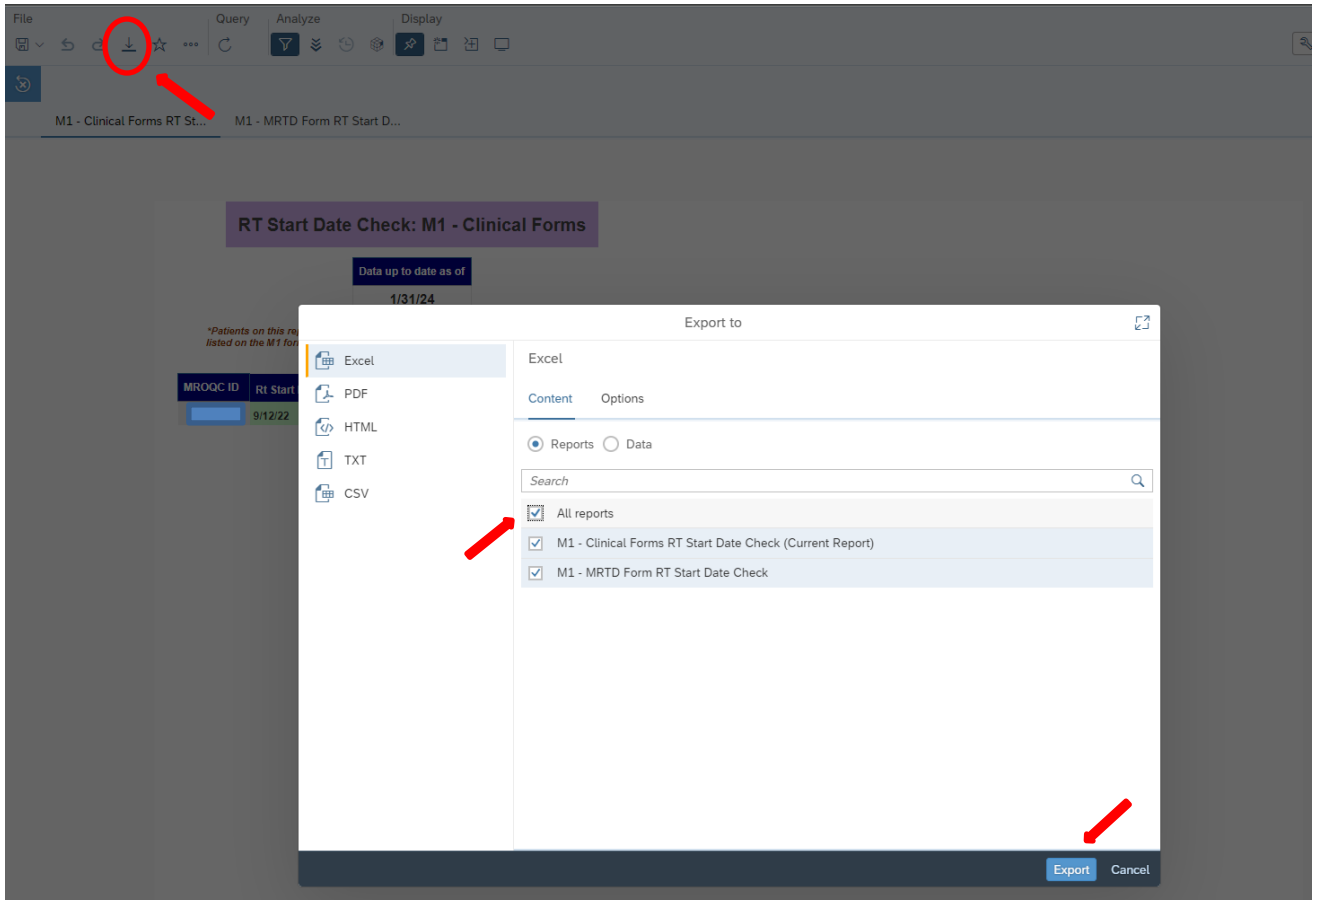 File Query Analyze Display
M1 - Clinical Forms RT St... M1 - MRTD Form RT Start D...
RT Start Date Check: M1 - Clinical Forms
Data up to date as of
1/31/24
*Patients on this re
listed on the M1 for
MROQC ID Rt Start
9/12/22
Export to
Excel
PDF
HTML
TXT
CSV
Excel
Content Options
Reports Data
Search
All reports
M1 - Clinical Forms RT Start Date Check (Current Report)
M1 - MRTD Form RT Start Date Check
Export Cancel